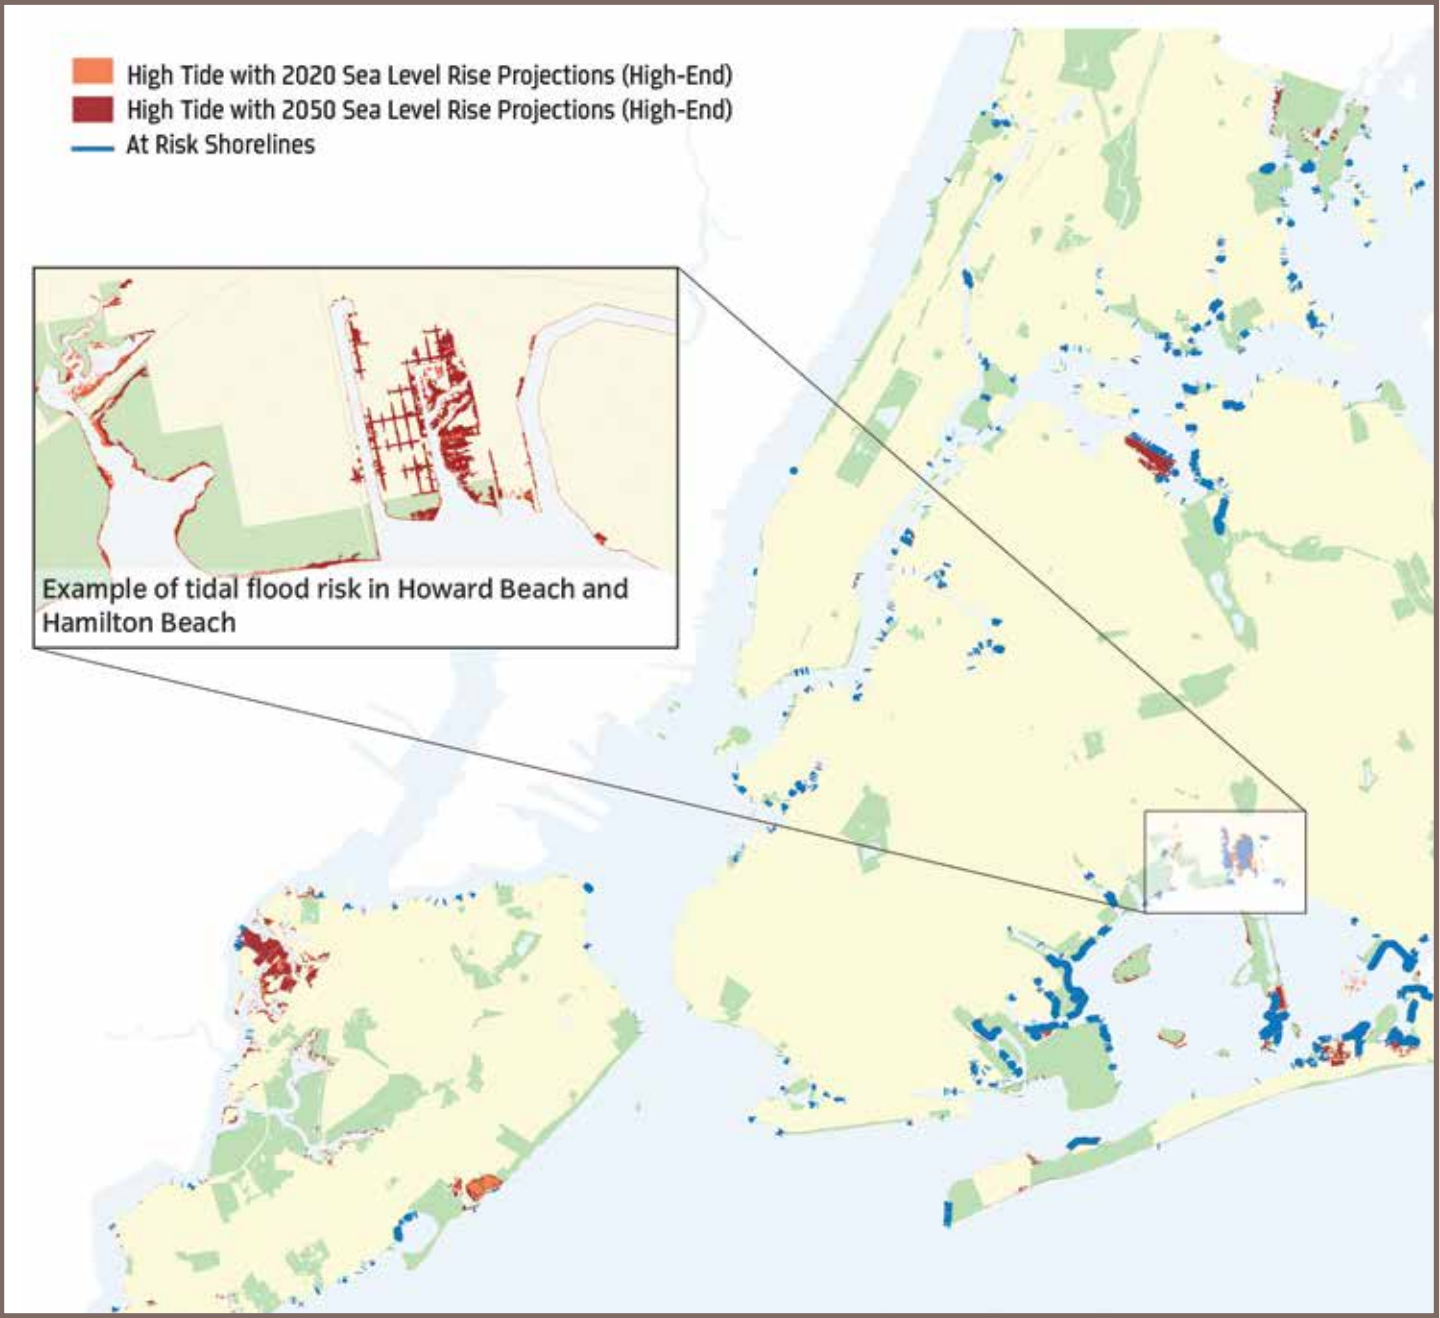 High Tide with 2020 Sea Level Rise Projections (High-End)
High Tide with 2050 Sea Level Rise Projections (High-End)
At Risk Shorelines
Example of tidal flood risk in Howard Beach and
Hamilton Beach